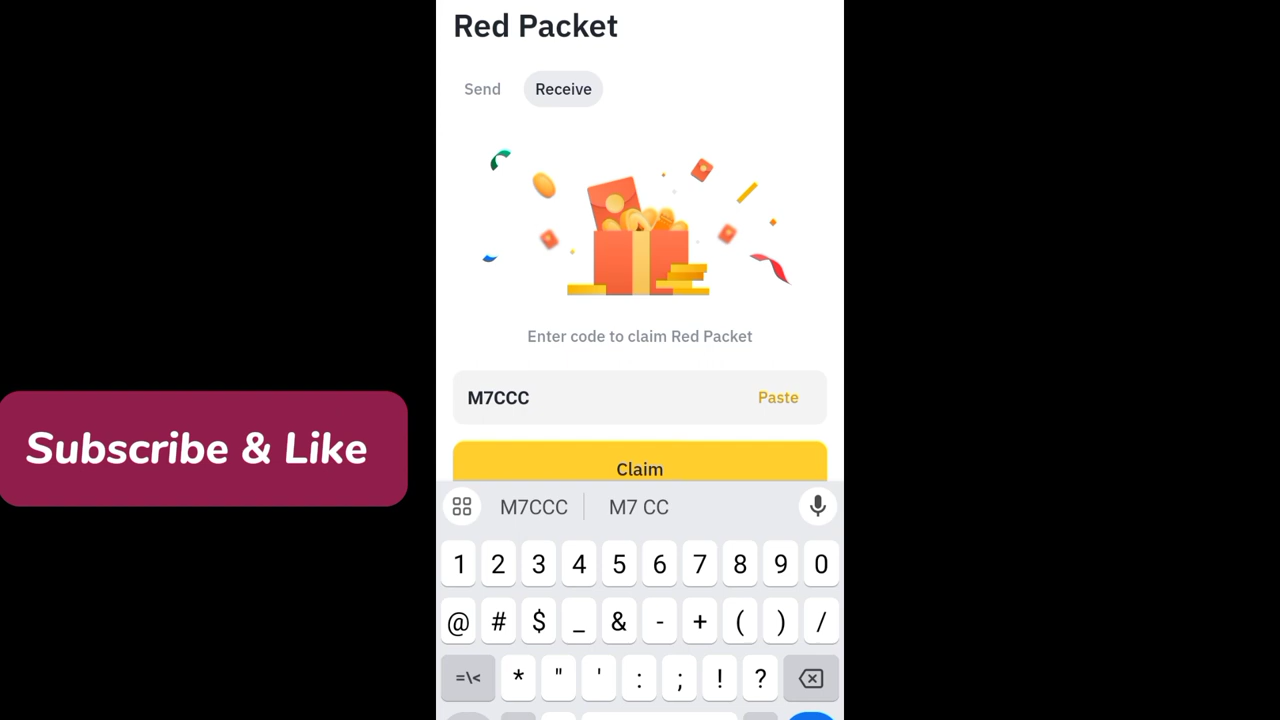 Red Packet
Send Receive
Enter code to claim Red Packet
M7CCC Paste
Subscribe & Like
Claim
M7CCC M7 CC
1 2 3 4 5 6 7 8 9 0
@ # $ _ & - + ( ) /
=\< * " ' : ; ! ?